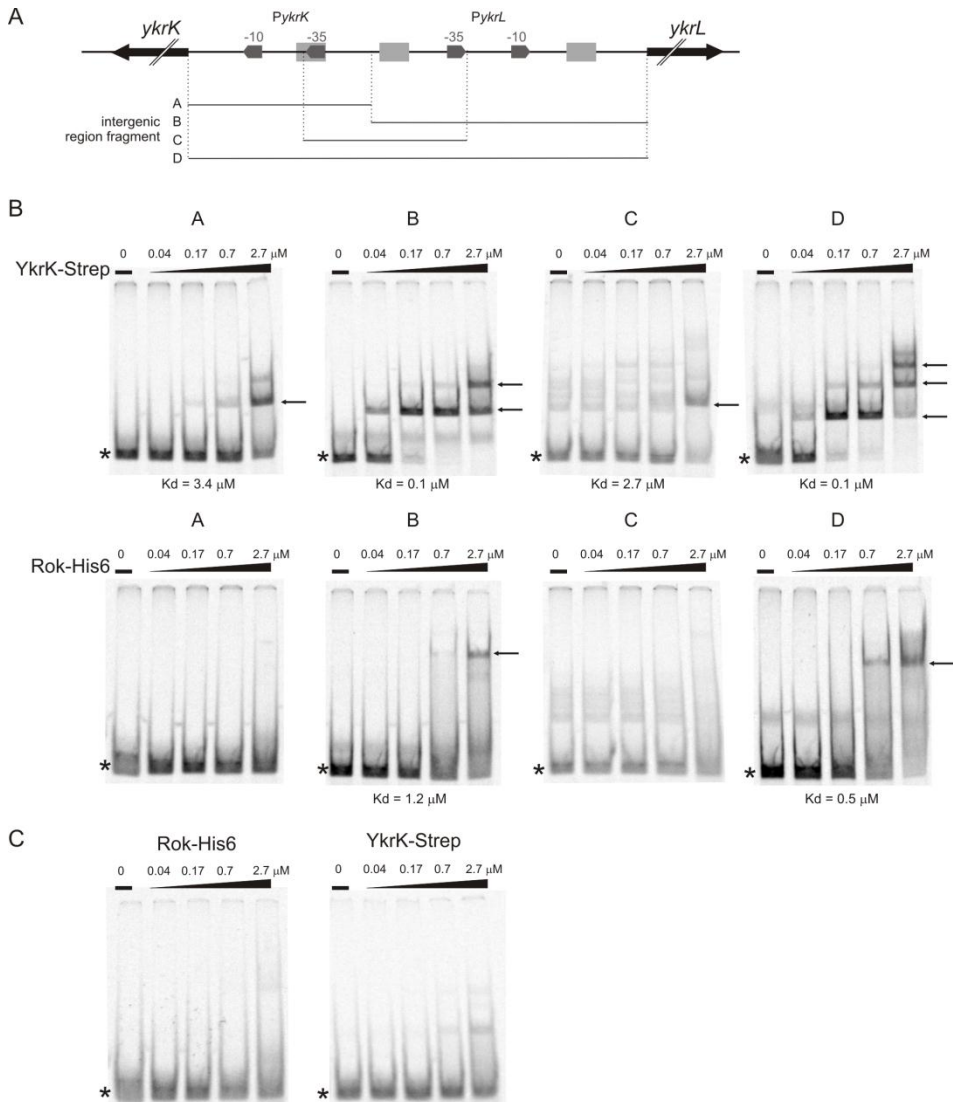 A
PykrK PykrL
ykrK ykrL
-10 -35 -35 -10
A
intergenic B
region fragment C
D
B
A B C D
0 0.04 0.17 0.7 2.7 μM 0 0.04 0.17 0.7 2.7 μM 0 0.04 0.17 0.7 2.7 μM 0 0.04 0.17 0.7 2.7 μM
YkrK-Strep
* * * *
Kd = 3.4 μM Kd = 0.1 μM Kd = 2.7 μM Kd = 0.1 μM
A B C D
0 0.04 0.17 0.7 2.7 μM 0 0.04 0.17 0.7 2.7 μM 0 0.04 0.17 0.7 2.7 μM 0 0.04 0.17 0.7 2.7 μM
Rok-His6
* * * *
Kd = 1.2 μM Kd = 0.5 μM
C
Rok-His6 YkrK-Strep
0 0.04 0.17 0.7 2.7 μM 0 0.04 0.17 0.7 2.7 μM
* *